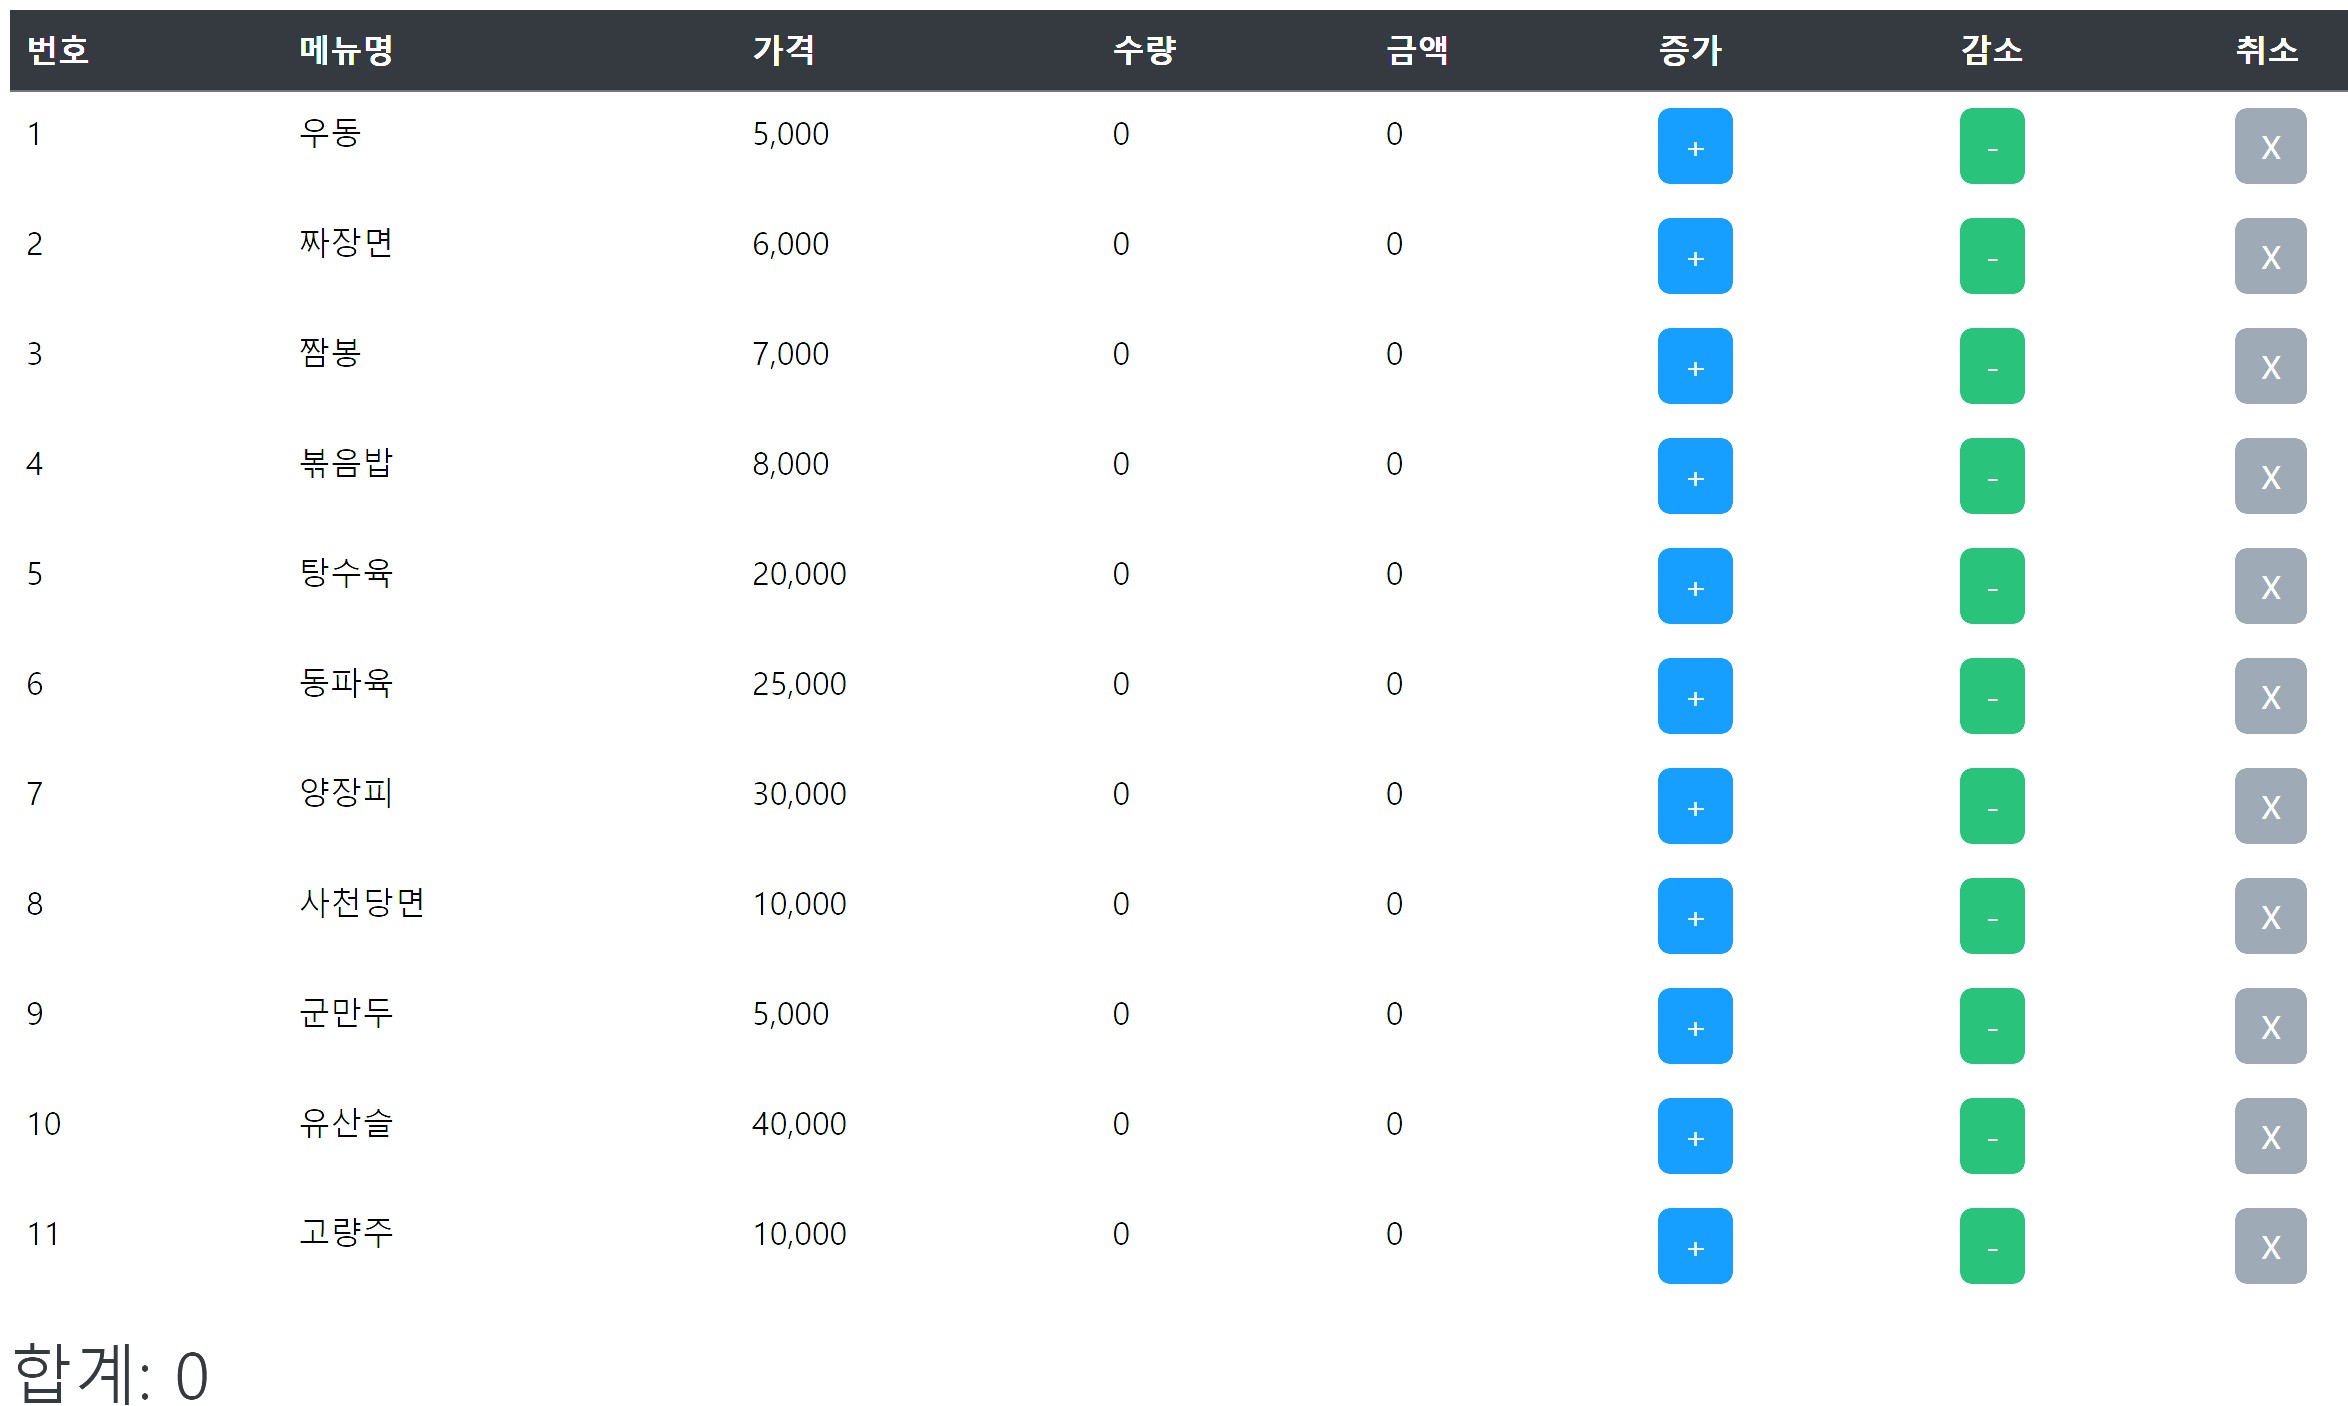 번호 메뉴명 가격 수량 금액 증가 감소 취소
1 우동 5,000 0 0 + - X
2 짜장면 6,000 0 0 + - X
3 짬봉 7,000 0 0 + - X
4 볶음밥 8,000 0 0 + - X
5 탕수육 20,000 0 0 + - X
6 동파육 25,000 0 0 + - X
7 양장피 30,000 0 0 + - X
8 사천당면 10,000 0 0 + - X
9 군만두 5,000 0 0 + - X
10 유산슬 40,000 0 0 + - X
11 고량주 10,000 0 0 + - X
합계: 0